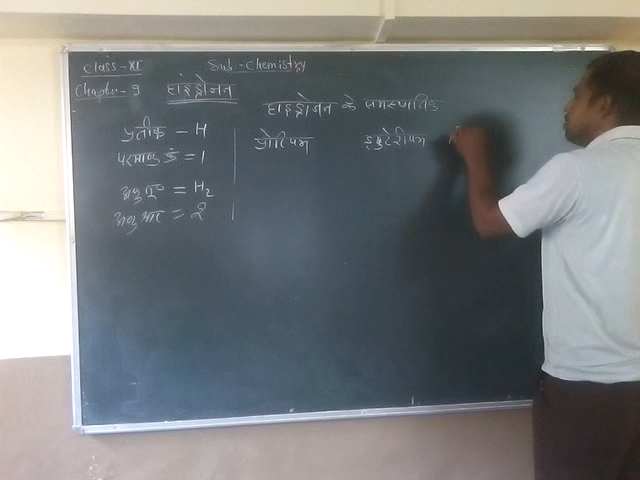 Class-XI Sub-Chemistry
Chapter-9 हाइड्रोजन
हाइड्रोजन के समस्थानिक
प्रतीक - H
परमाणु क्रं = 1
अणु सूत्र = H₂
अणुभार = 2
प्रोटियम ड्यूटेरियम